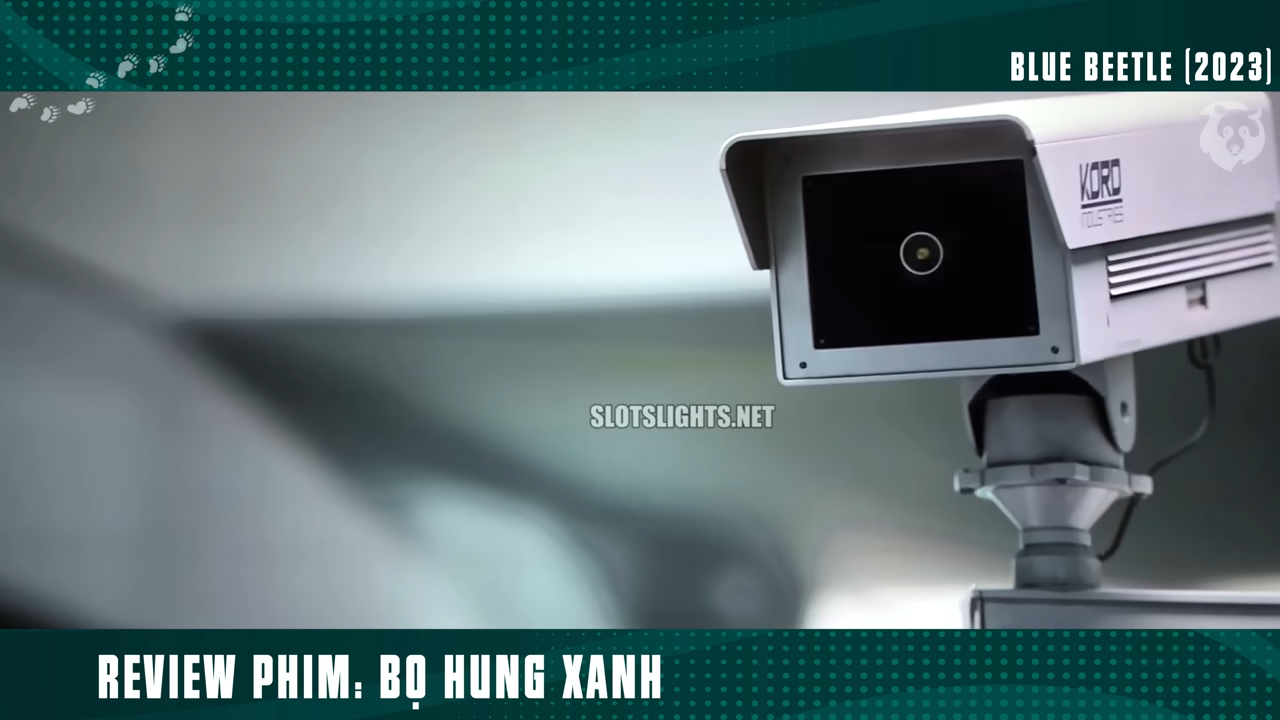 BLUE BEETLE (2023)
KORD
INDUSTRIES
SLOTSLIGHTS.NET
REVIEW PHIM: BỌ HUNG XANH